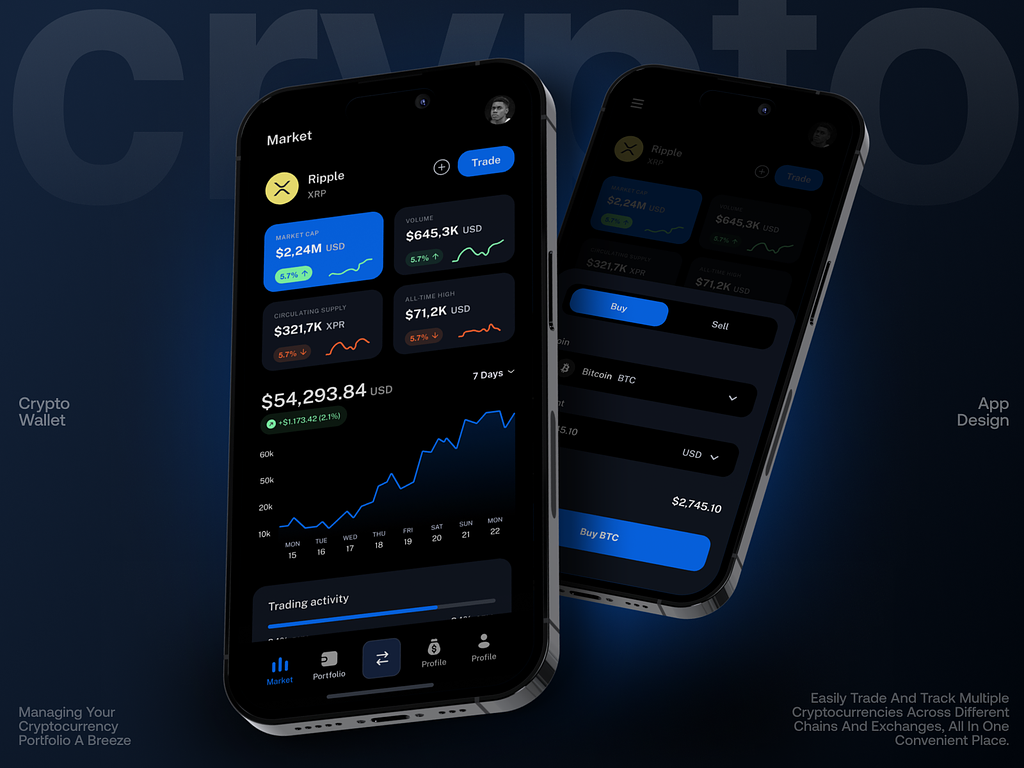 crypto
Market
Ripple
XRP
Trade
MARKET CAP
$2,24M USD
5.7% ↑
VOLUME
$645,3K USD
5.7% ↑
CIRCULATING SUPPLY
$321,7K XPR
5.7% ↓
ALL-TIME HIGH
$71,2K USD
5.7% ↓
$54,293.84 USD
7 Days
+$1.173.42 (2.1%)
60k
50k
20k
10k
MON TUE WED THU FRI SAT SUN MON
15 16 17 18 19 20 21 22
Trading activity
Market
Portfolio
Profile
Profile
Ripple
XRP
Trade
MARKET CAP
$2,24M USD
5.7% ↑
VOLUME
$645,3K USD
5.7% ↑
CIRCULATING SUPPLY
$321,7K XPR
ALL-TIME HIGH
$71,2K USD
Buy
Sell
Bitcoin BTC
USD
$2,745.10
Buy BTC
Crypto
Wallet
App
Design
Managing Your
Cryptocurrency
Portfolio A Breeze
Easily Trade And Track Multiple
Cryptocurrencies Across Different
Chains And Exchanges, All In One
Convenient Place.